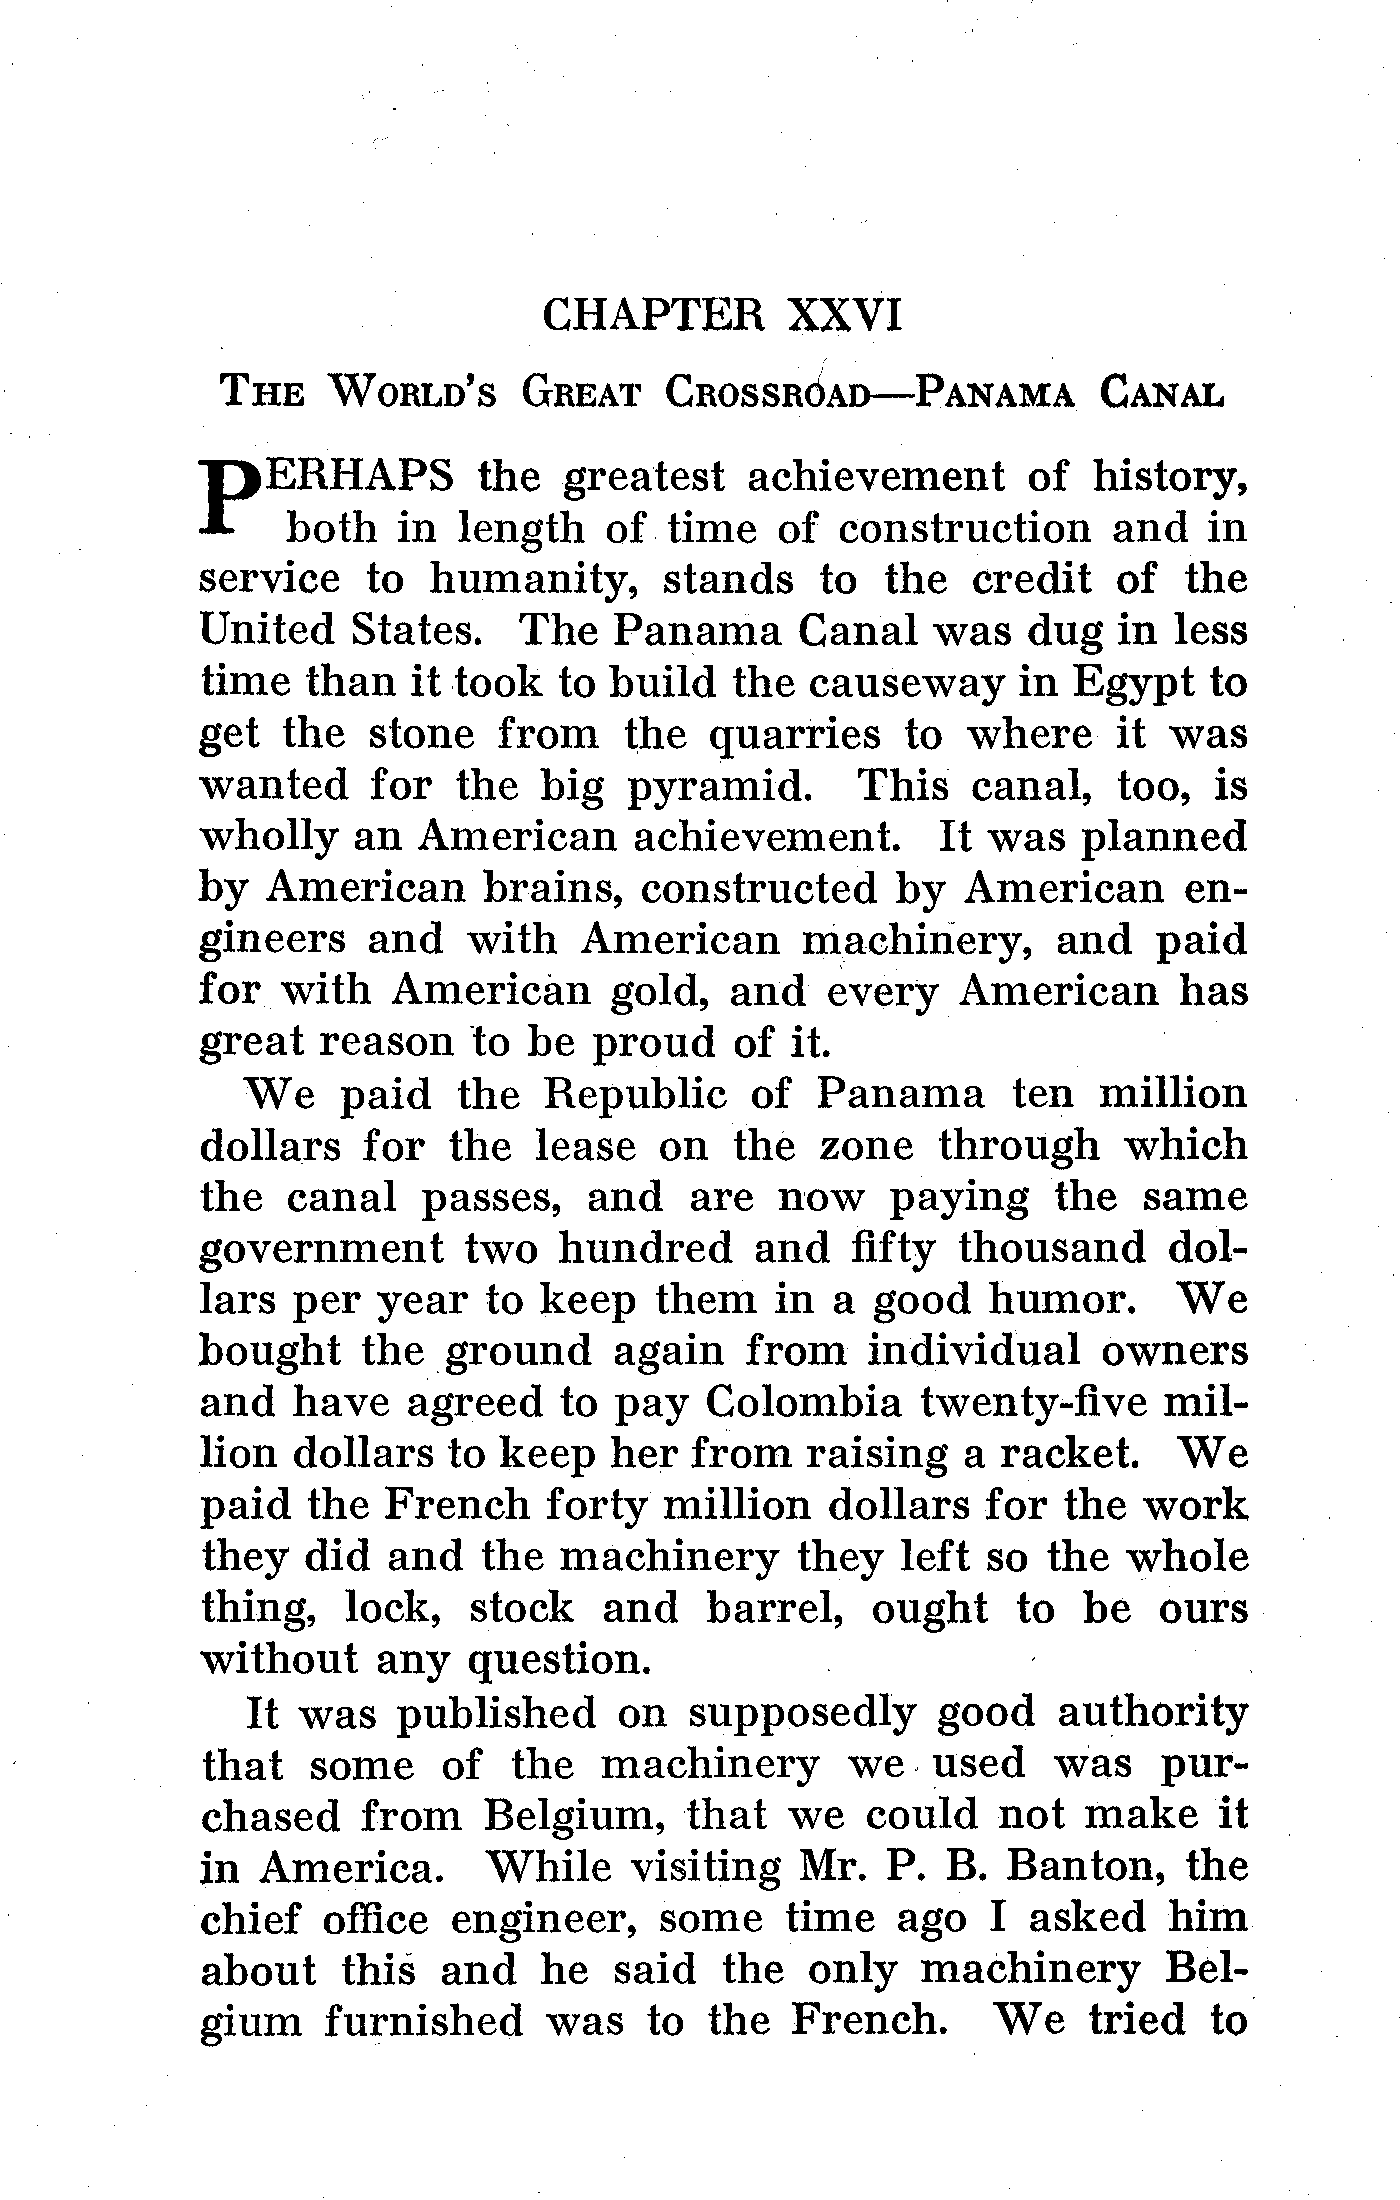 CHAPTER XXVI
The World's Great Crossroad—Panama Canal
PERHAPS the greatest achievement of history,
both in length of time of construction and in
service to humanity, stands to the credit of the
United States. The Panama Canal was dug in less
time than it took to build the causeway in Egypt to
get the stone from the quarries to where it was
wanted for the big pyramid. This canal, too, is
wholly an American achievement. It was planned
by American brains, constructed by American en-
gineers and with American machinery, and paid
for with American gold, and every American has
great reason to be proud of it.
We paid the Republic of Panama ten million
dollars for the lease on the zone through which
the canal passes, and are now paying the same
government two hundred and fifty thousand dol-
lars per year to keep them in a good humor. We
bought the ground again from individual owners
and have agreed to pay Colombia twenty-five mil-
lion dollars to keep her from raising a racket. We
paid the French forty million dollars for the work
they did and the machinery they left so the whole
thing, lock, stock and barrel, ought to be ours
without any question.
It was published on supposedly good authority
that some of the machinery we used was pur-
chased from Belgium, that we could not make it
in America. While visiting Mr. P. B. Banton, the
chief office engineer, some time ago I asked him
about this and he said the only machinery Bel-
gium furnished was to the French. We tried to